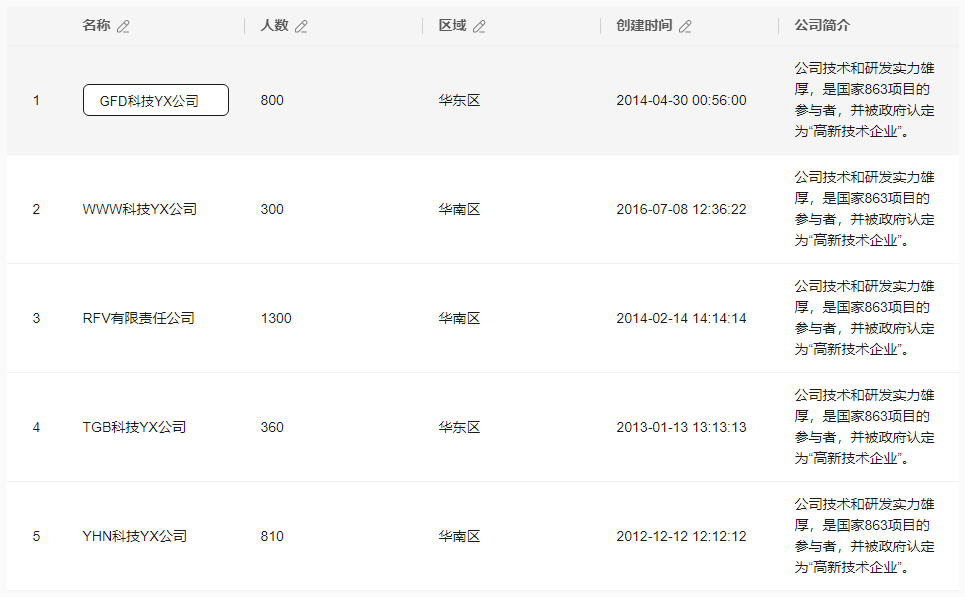 名称 人数 区域 创建时间 公司简介
1 GFD科技YX公司 800 华东区 2014-04-30 00:56:00 公司技术和研发实力雄
厚，是国家863项目的
参与者，并被政府认定
为“高新技术企业”。
2 WWW科技YX公司 300 华南区 2016-07-08 12:36:22 公司技术和研发实力雄
厚，是国家863项目的
参与者，并被政府认定
为“高新技术企业”。
3 RFV有限责任公司 1300 华南区 2014-02-14 14:14:14 公司技术和研发实力雄
厚，是国家863项目的
参与者，并被政府认定
为“高新技术企业”。
4 TGB科技YX公司 360 华东区 2013-01-13 13:13:13 公司技术和研发实力雄
厚，是国家863项目的
参与者，并被政府认定
为“高新技术企业”。
5 YHN科技YX公司 810 华南区 2012-12-12 12:12:12 公司技术和研发实力雄
厚，是国家863项目的
参与者，并被政府认定
为“高新技术企业”。